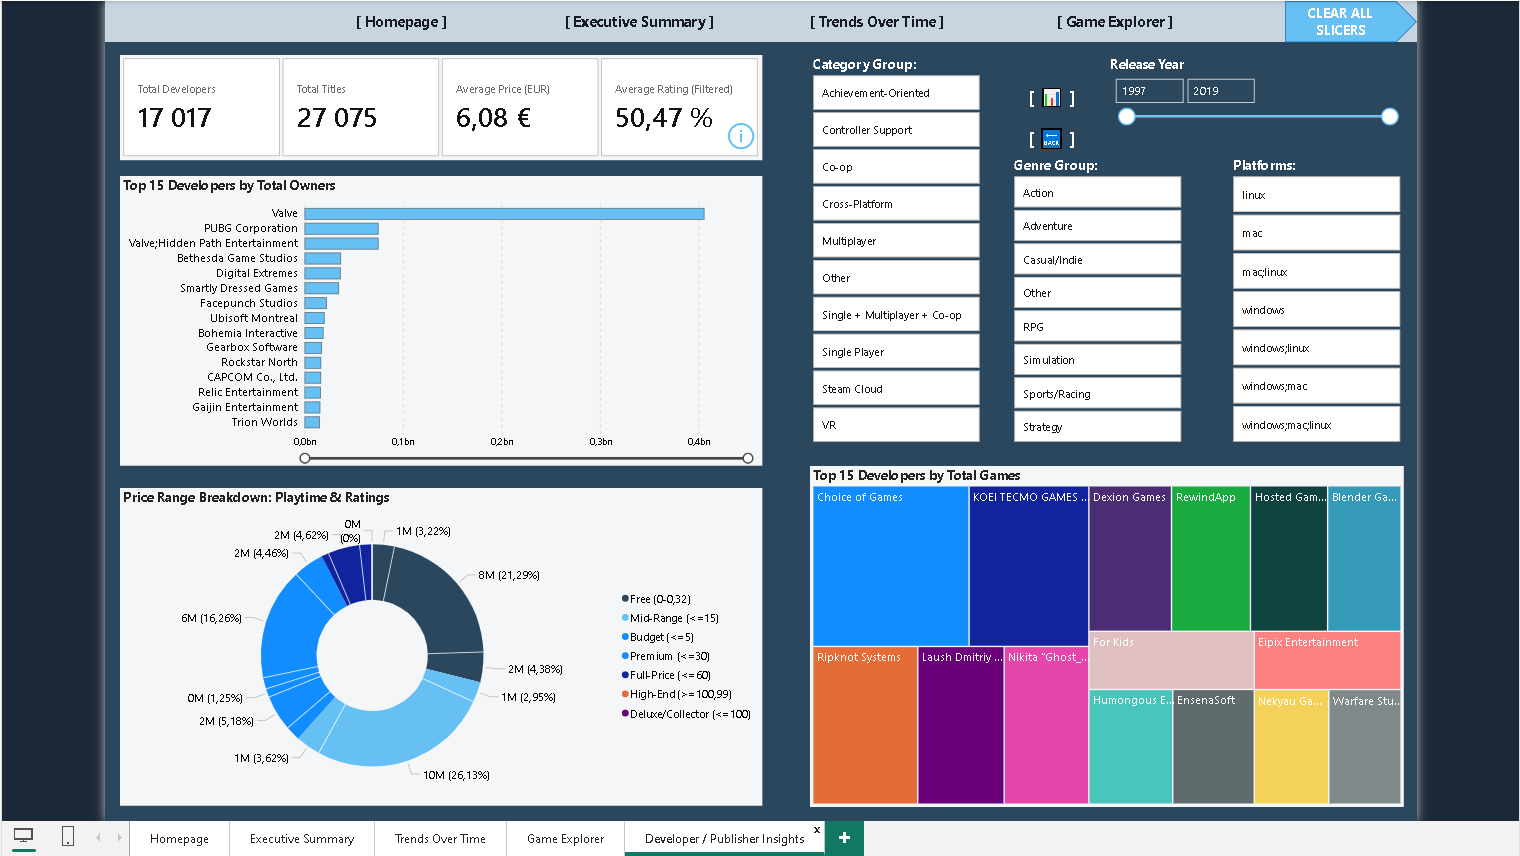 [ Homepage ]
[ Executive Summary ]
[ Trends Over Time ]
[ Game Explorer ]
CLEAR ALL
SLICERS
Total Developers
17 017
Total Titles
27 075
Average Price (EUR)
6,08 €
Average Rating (Filtered)
50,47 %
Category Group:
Achievement-Oriented
Controller Support
Co-op
Cross-Platform
Multiplayer
Other
Single + Multiplayer + Co-op
Single Player
Steam Cloud
VR
[ ]
[ BACK ]
Release Year
1997
2019
Genre Group:
Action
Adventure
Casual/Indie
Other
RPG
Simulation
Sports/Racing
Strategy
Platforms:
linux
mac
mac;linux
windows
windows;linux
windows;mac
windows;mac;linux
Top 15 Developers by Total Owners
Valve
PUBG Corporation
Valve;Hidden Path Entertainment
Bethesda Game Studios
Digital Extremes
Smartly Dressed Games
Facepunch Studios
Ubisoft Montreal
Bohemia Interactive
Gearbox Software
Rockstar North
CAPCOM Co., Ltd.
Relic Entertainment
Gaijin Entertainment
Trion Worlds
0,0bn
0,1bn
0,2bn
0,3bn
0,4bn
Price Range Breakdown: Playtime & Ratings
0M
(0%)
1M (3,22%)
8M (21,29%)
2M (4,38%)
1M (2,95%)
10M (26,13%)
1M (3,62%)
2M (5,18%)
0M (1,25%)
6M (16,26%)
2M (4,46%)
2M (4,62%)
Free (0-0,32)
Mid-Range (<=15)
Budget (<=5)
Premium (<=30)
Full-Price (<=60)
High-End (>=100,99)
Deluxe/Collector (<=100)
Top 15 Developers by Total Games
Choice of Games
KOEI TECMO GAMES ...
Dexion Games
RewindApp
Hosted Gam...
Blender Ga...
Ripknot Systems
Laush Dmitriy ...
Nikita "Ghost_...
For Kids
Eipix Entertainment
Humongous E...
EnsenaSoft
Nekyau Ga...
Warfare Stu...
Homepage
Executive Summary
Trends Over Time
Game Explorer
Developer / Publisher Insights
x
+